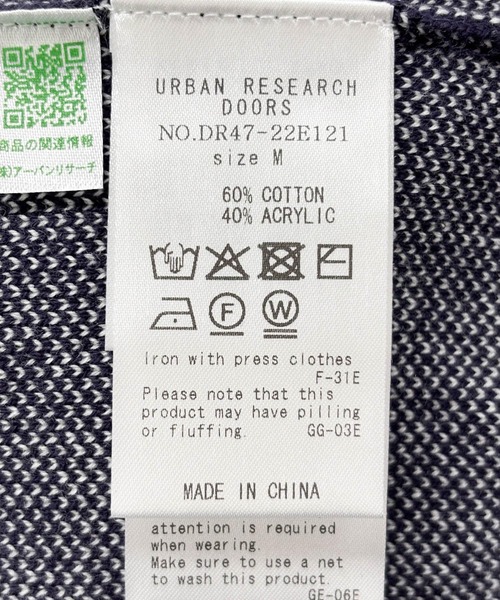 商品の関連情報
㈱)アーバンリサーチ
URBAN RESEARCH
DOORS
NO.DR47-22E121
size M
60% COTTON
40% ACRYLIC
F
W
Iron with press clothes
F-31E
Please note that this
product may have pilling
or fluffing. GG-03E
MADE IN CHINA
attention is required
when wearing.
Make sure to use a net
to wash this product.
GE-06E